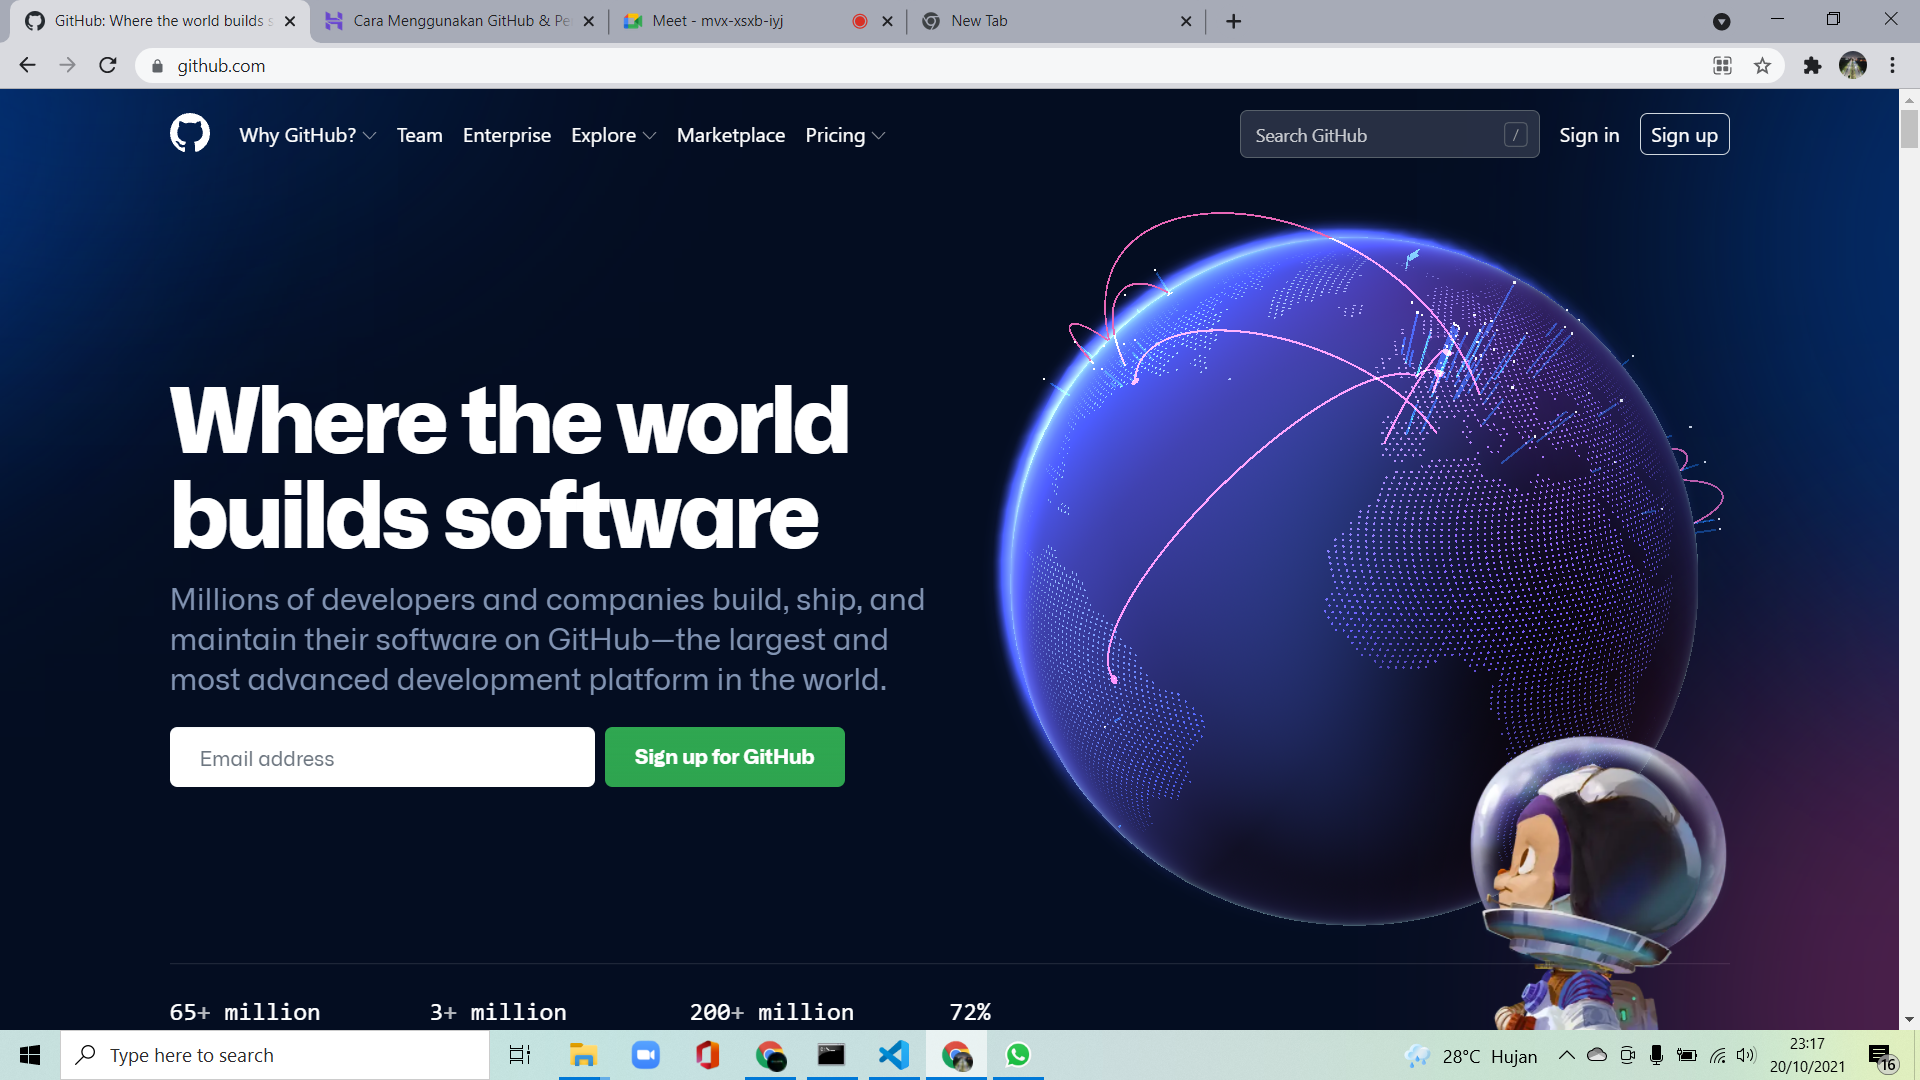 GitHub: Where the world builds s
Cara Menggunakan GitHub & Pe
Meet - mvx-xsxb-iyj
New Tab
github.com
Why GitHub? Team Enterprise Explore Marketplace Pricing
Search GitHub /
Sign in
Sign up
Where the world
builds software
Millions of developers and companies build, ship, and
maintain their software on GitHub—the largest and
most advanced development platform in the world.
Email address
Sign up for GitHub
65+ million 3+ million 200+ million 72%
Type here to search
28°C Hujan
23:17
20/10/2021
16